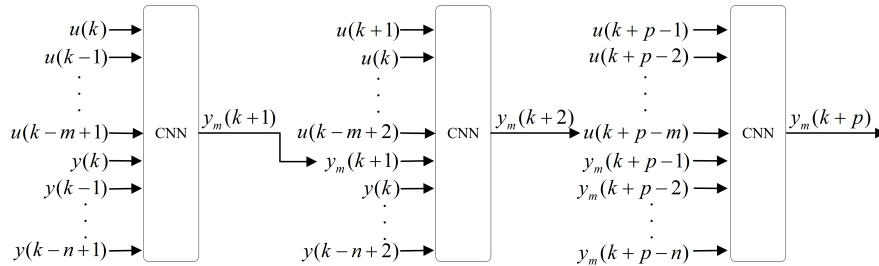 u(k)
u(k−1)
u(k−m+1)
y(k)
y(k−1)
y(k−n+1)
CNN
y_m(k+1)
u(k+1)
u(k)
u(k−m+2)
y_m(k+1)
y(k)
y(k−n+2)
CNN
y_m(k+2)
u(k+p−1)
u(k+p−2)
u(k+p−m)
y_m(k+p−1)
y_m(k+p−2)
y_m(k+p−n)
CNN
y_m(k+p)